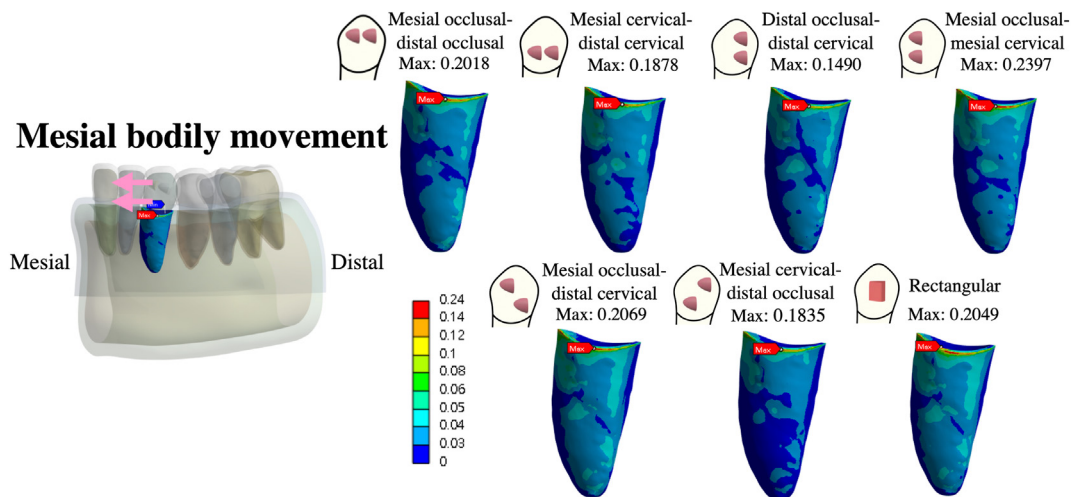 Mesial occlusal-
distal occlusal
Max: 0.2018
Mesial cervical-
distal cervical
Max: 0.1878
Distal occlusal-
distal cervical
Max: 0.1490
Mesial occlusal-
mesial cervical
Max: 0.2397
Max
Max
Max
Max
Mesial bodily movement
Max
Mesial
Distal
Mesial occlusal-
distal cervical
Max: 0.2069
Mesial cervical-
distal occlusal
Max: 0.1835
Rectangular
Max: 0.2049
Max
Max
Max
0.24
0.14
0.12
0.1
0.08
0.06
0.05
0.04
0.03
0